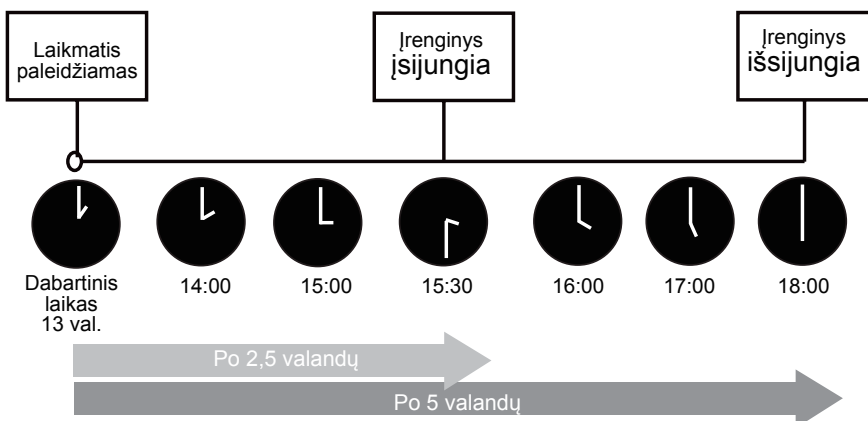 Laikmatis
paleidžiamas
Įrenginys
įsijungia
Įrenginys
išsijungia
Dabartinis
laikas
13 val.
14:00
15:00
15:30
16:00
17:00
18:00
Po 2,5 valandų
Po 5 valandų